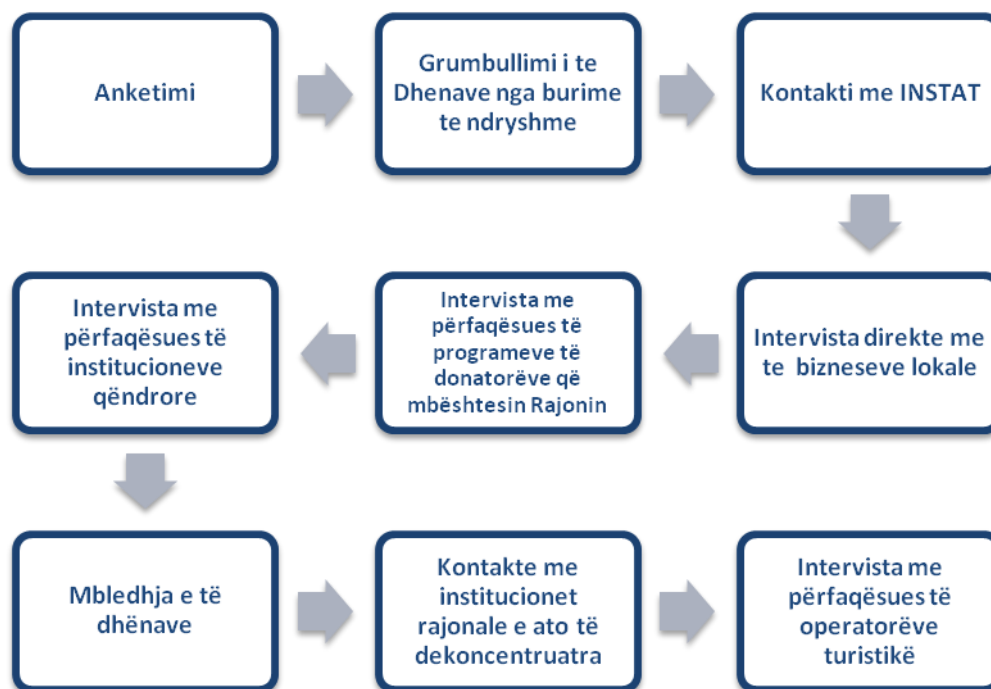 Anketimi
Grumbullimi i te
Dhenave nga burime
te ndryshme
Kontakti me INSTAT
Intervista direkte me
te bizneseve lokale
Intervista me
përfaqësues të
programeve të
donatorëve që
mbështesin Rajonin
Intervista me
përfaqësues të
institucioneve
qëndrore
Mbledhja e të
dhënave
Kontakte me
institucionet
rajonale e ato të
dekoncentruatra
Intervista me
përfaqësues të
operatorëve
turistikë